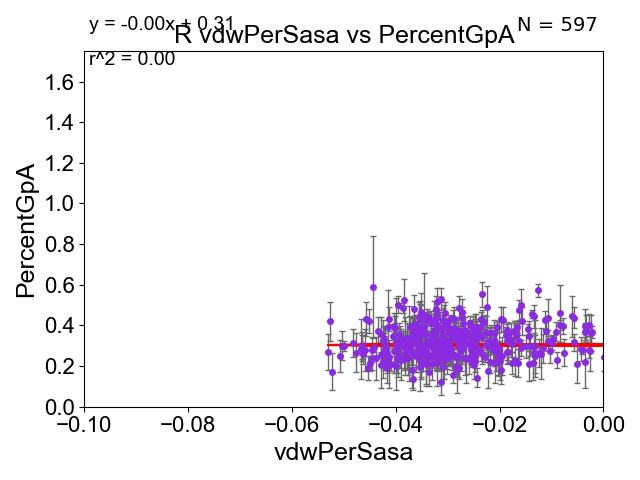 y = -0.00x + 0.31
R vdwPerSasa vs PercentGpA
N = 597
r^2 = 0.00
PercentGpA
1.6
1.4
1.2
1.0
0.8
0.6
0.4
0.2
0.0
−0.10
−0.08
−0.06
−0.04
−0.02
0.00
vdwPerSasa